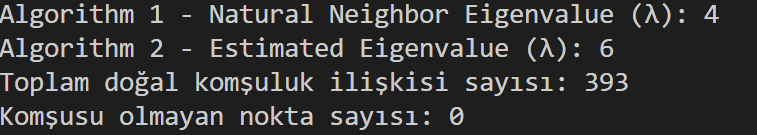 Algorithm 1 - Natural Neighbor Eigenvalue (λ): 4
Algorithm 2 - Estimated Eigenvalue (λ): 6
Toplam doğal komşuluk ilişkisi sayısı: 393
Komşusu olmayan nokta sayısı: 0